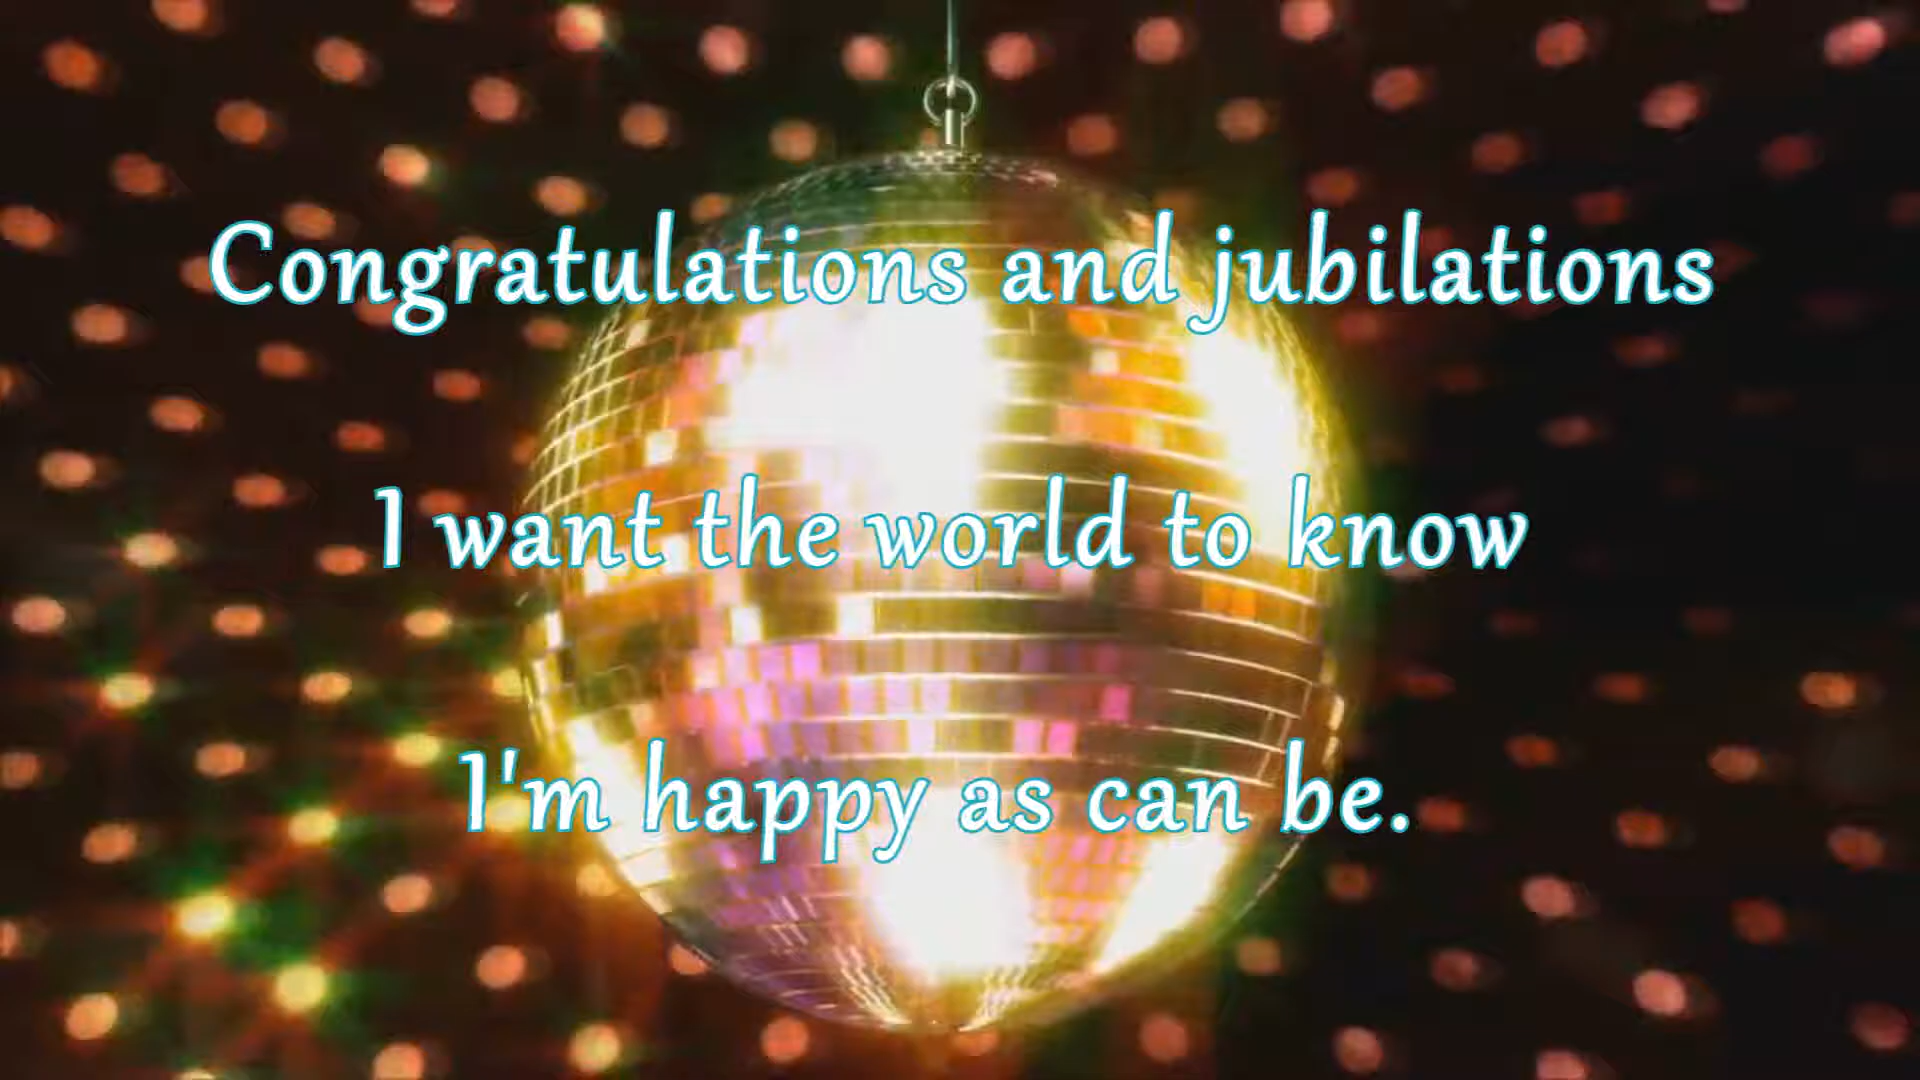 Congratulations and jubilations
I want the world to know
I'm happy as can be.